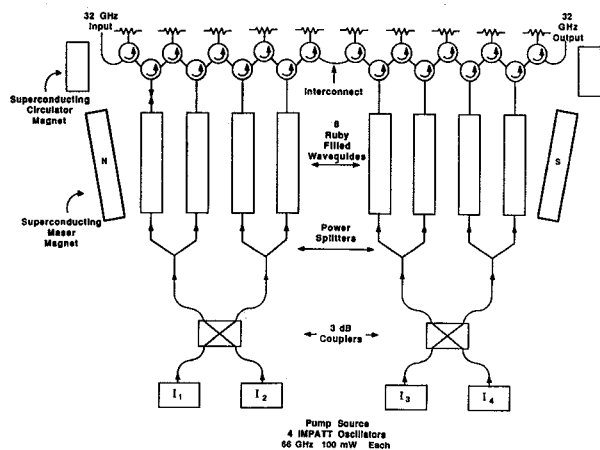 32 GHz
Input
32
GHz
Output
Interconnect
Superconducting
Circulator
Magnet
8
Ruby
Filled
Waveguides
N
S
Superconducting
Maser
Magnet
Power
Splitters
3 dB
Couplers
I1
I2
I3
I4
Pump Source
4 IMPATT Oscillators
66 GHz 100 mW Each